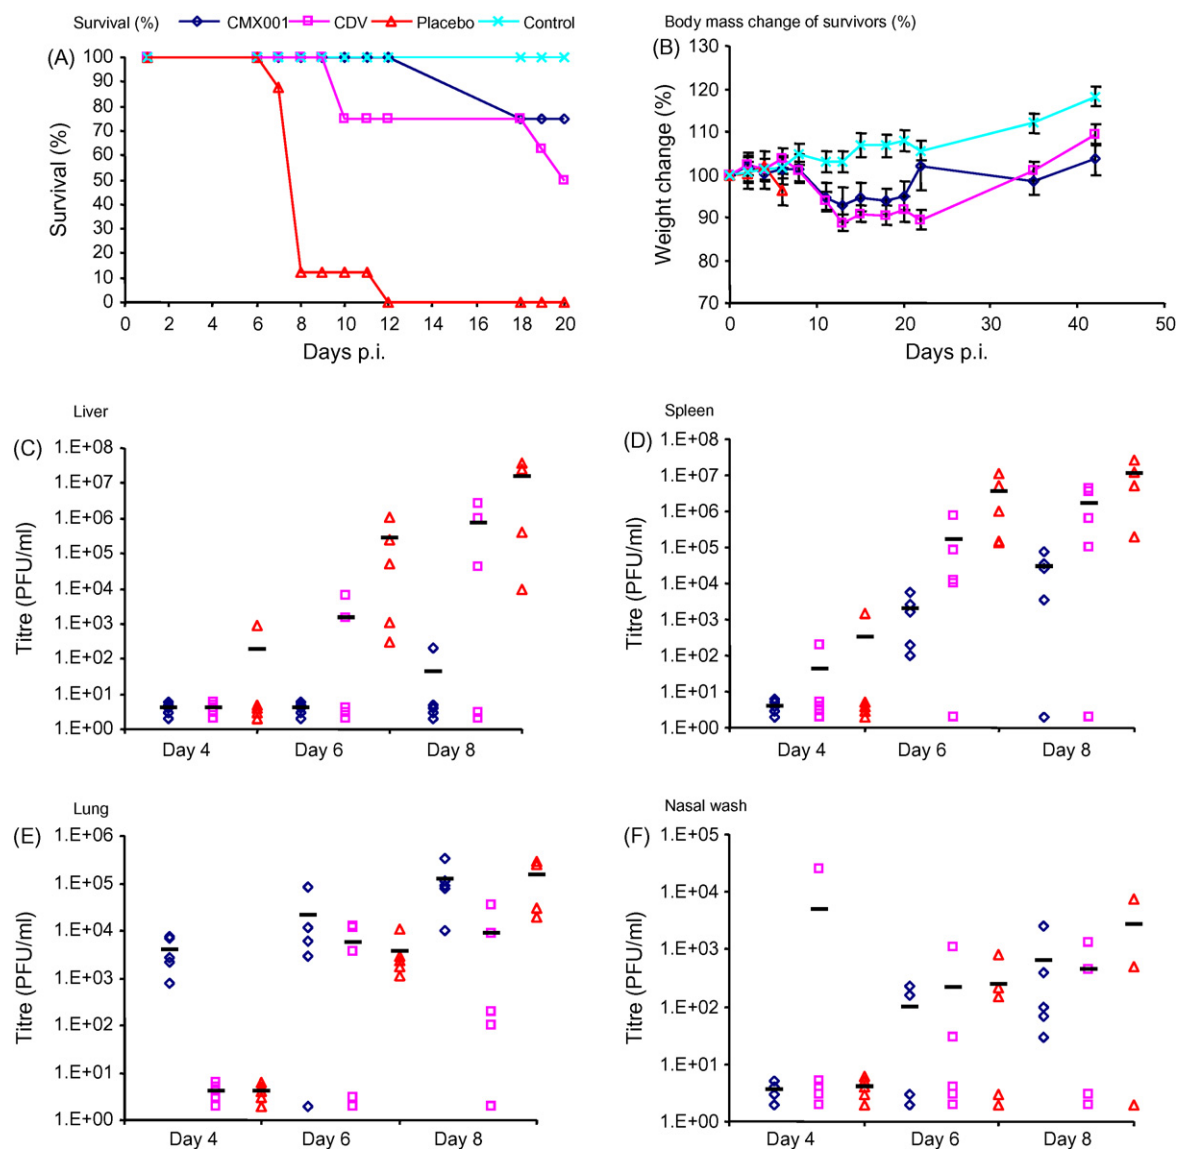 Survival (%) CMX001 CDV Placebo Control
(A)
100
90
80
70
60
50
40
30
20
10
0
Survival (%)
0 2 4 6 8 10 12 14 16 18 20
Days p.i.
Body mass change of survivors (%)
(B)
130
120
110
100
90
80
70
Weight change (%)
0 10 20 30 40 50
Days p.i.
Liver
(C)
1.E+08
1.E+07
1.E+06
1.E+05
1.E+04
1.E+03
1.E+02
1.E+01
1.E+00
Titre (PFU/ml)
Day 4 Day 6 Day 8
Spleen
(D)
1.E+08
1.E+07
1.E+06
1.E+05
1.E+04
1.E+03
1.E+02
1.E+01
1.E+00
Titre (PFU/ml)
Day 4 Day 6 Day 8
Lung
(E)
1.E+06
1.E+05
1.E+04
1.E+03
1.E+02
1.E+01
1.E+00
Titre (PFU/ml)
Day 4 Day 6 Day 8
Nasal wash
(F)
1.E+05
1.E+04
1.E+03
1.E+02
1.E+01
1.E+00
Titre (PFU/ml)
Day 4 Day 6 Day 8